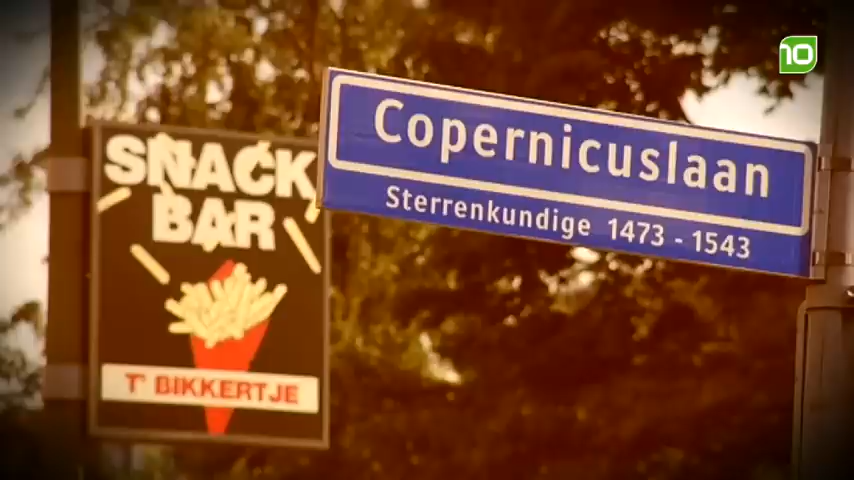 SNACK
BAR
T' BIKKERTJE
Copernicuslaan
Sterrenkundige 1473 - 1543
10